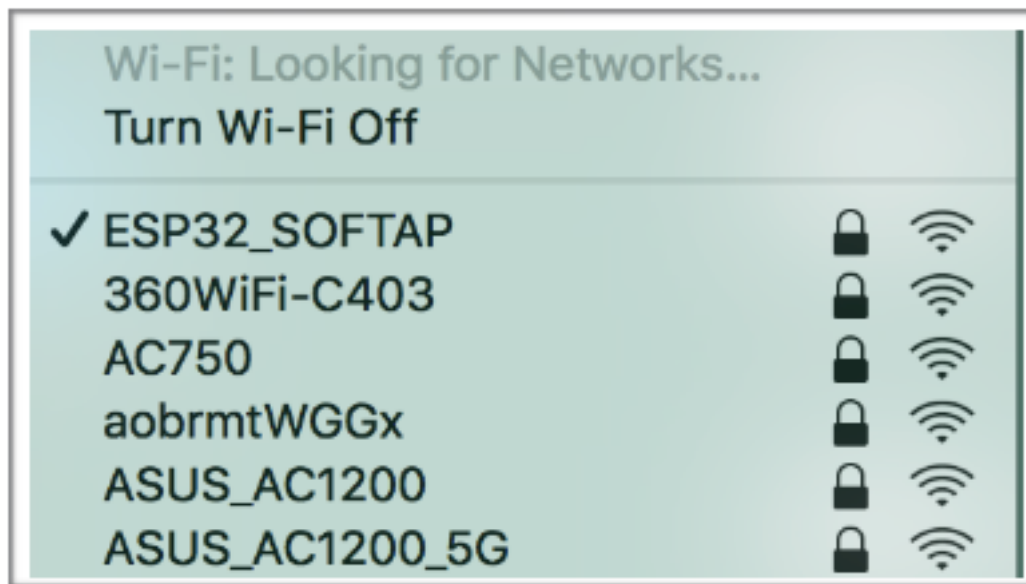 Wi-Fi: Looking for Networks...
Turn Wi-Fi Off
ESP32_SOFTAP
360WiFi-C403
AC750
aobrmtWGGx
ASUS_AC1200
ASUS_AC1200_5G